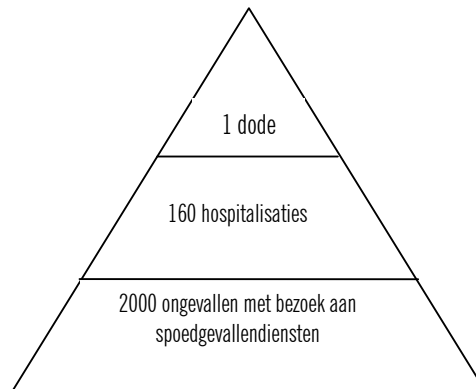 1 dode
160 hospitalisaties
2000 ongevallen met bezoek aan
spoedgevallendiensten